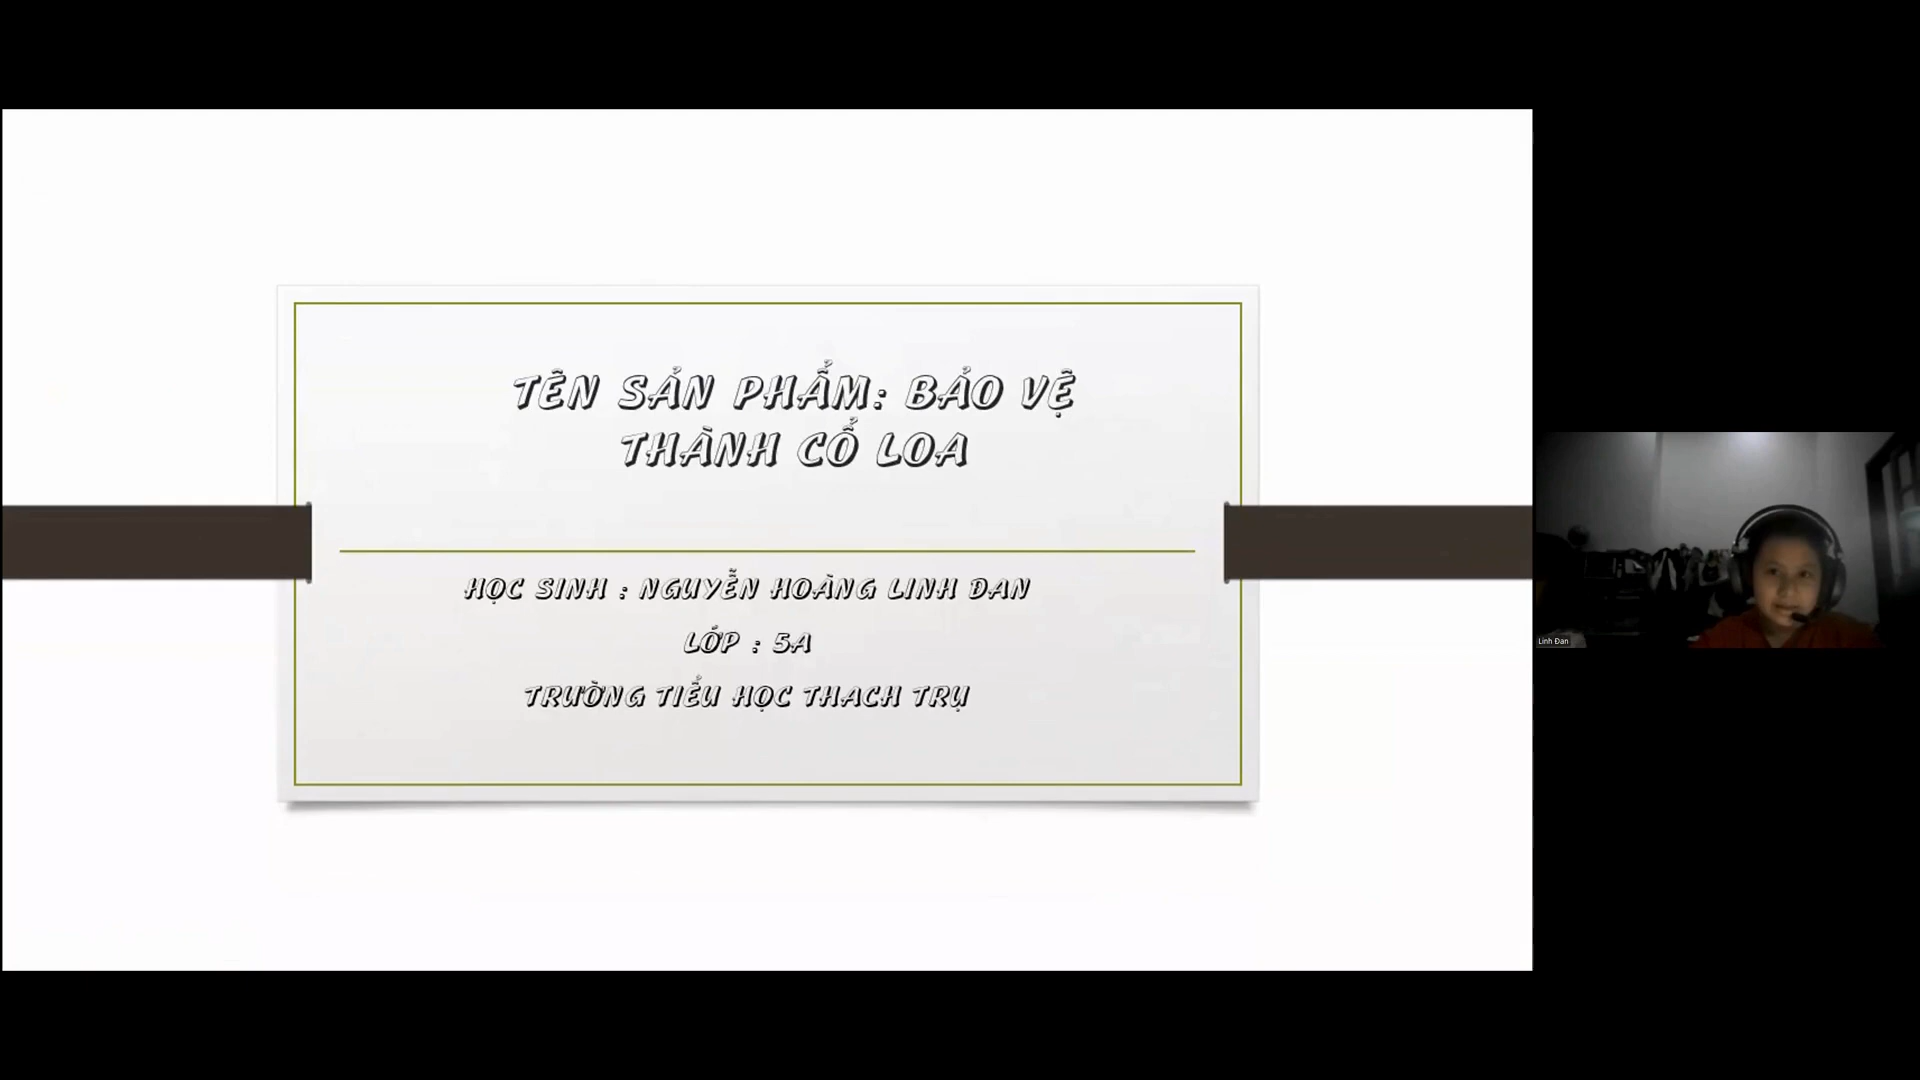 TÊN SẢN PHẨM: BẢO VỆ
THÀNH CỔ LOA
HỌC SINH : NGUYỄN HOÀNG LINH ĐAN
LỚP : 5A
TRƯỜNG TIỂU HỌC THẠCH TRỤ
Linh Đan